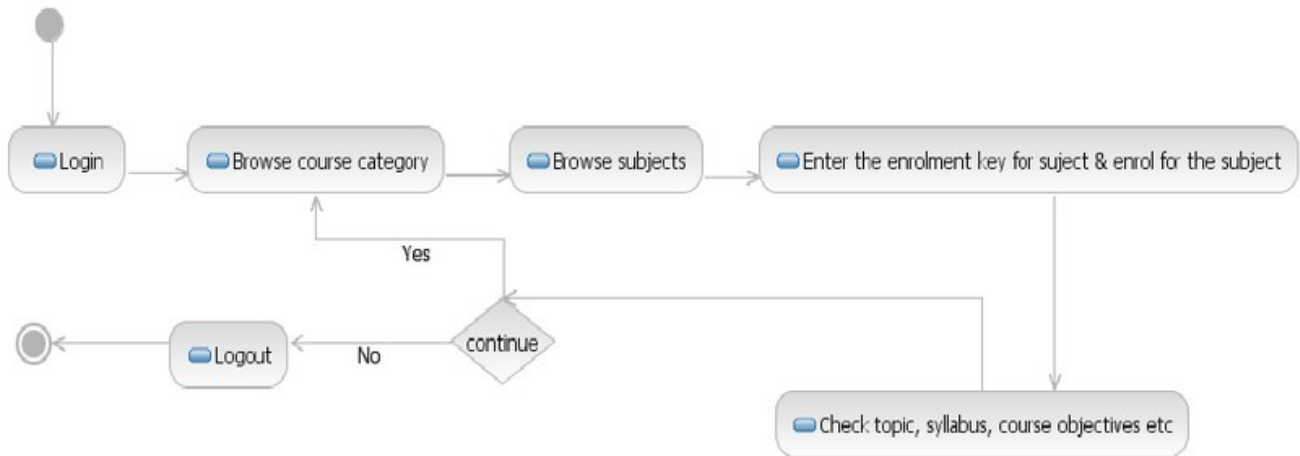 Login
Browse course category
Browse subjects
Enter the enrolment key for suject & enrol for the subject
Yes
continue
No
Logout
Check topic, syllabus, course objectives etc